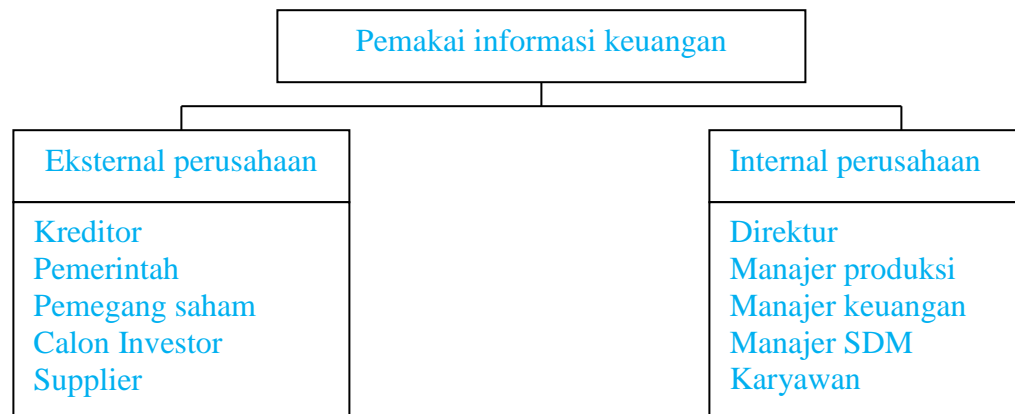 Pemakai informasi keuangan
Eksternal perusahaan
Kreditor
Pemerintah
Pemegang saham
Calon Investor
Supplier
Internal perusahaan
Direktur
Manajer produksi
Manajer keuangan
Manajer SDM
Karyawan